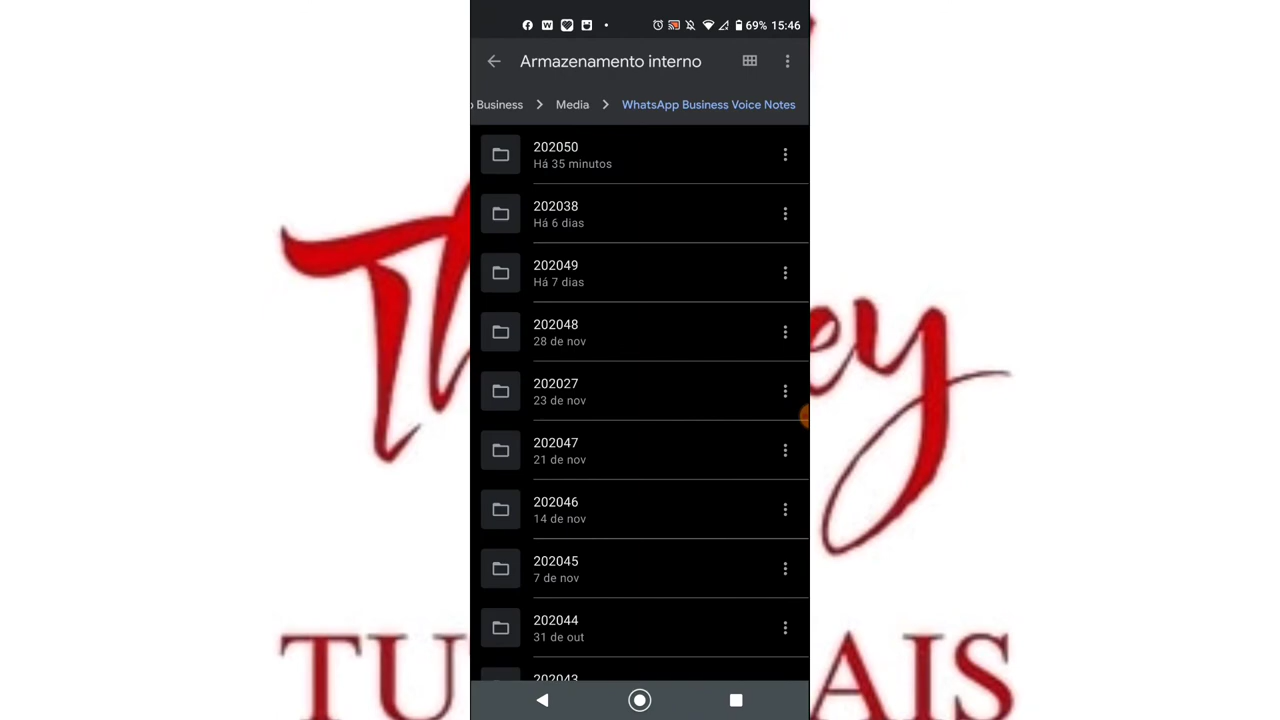 69% 15:46
Armazenamento interno
Business > Media > WhatsApp Business Voice Notes
202050
Há 35 minutos
202038
Há 6 dias
202049
Há 7 dias
202048
28 de nov
202027
23 de nov
202047
21 de nov
202046
14 de nov
202045
7 de nov
202044
31 de out
202043
Th ey
TU AIS